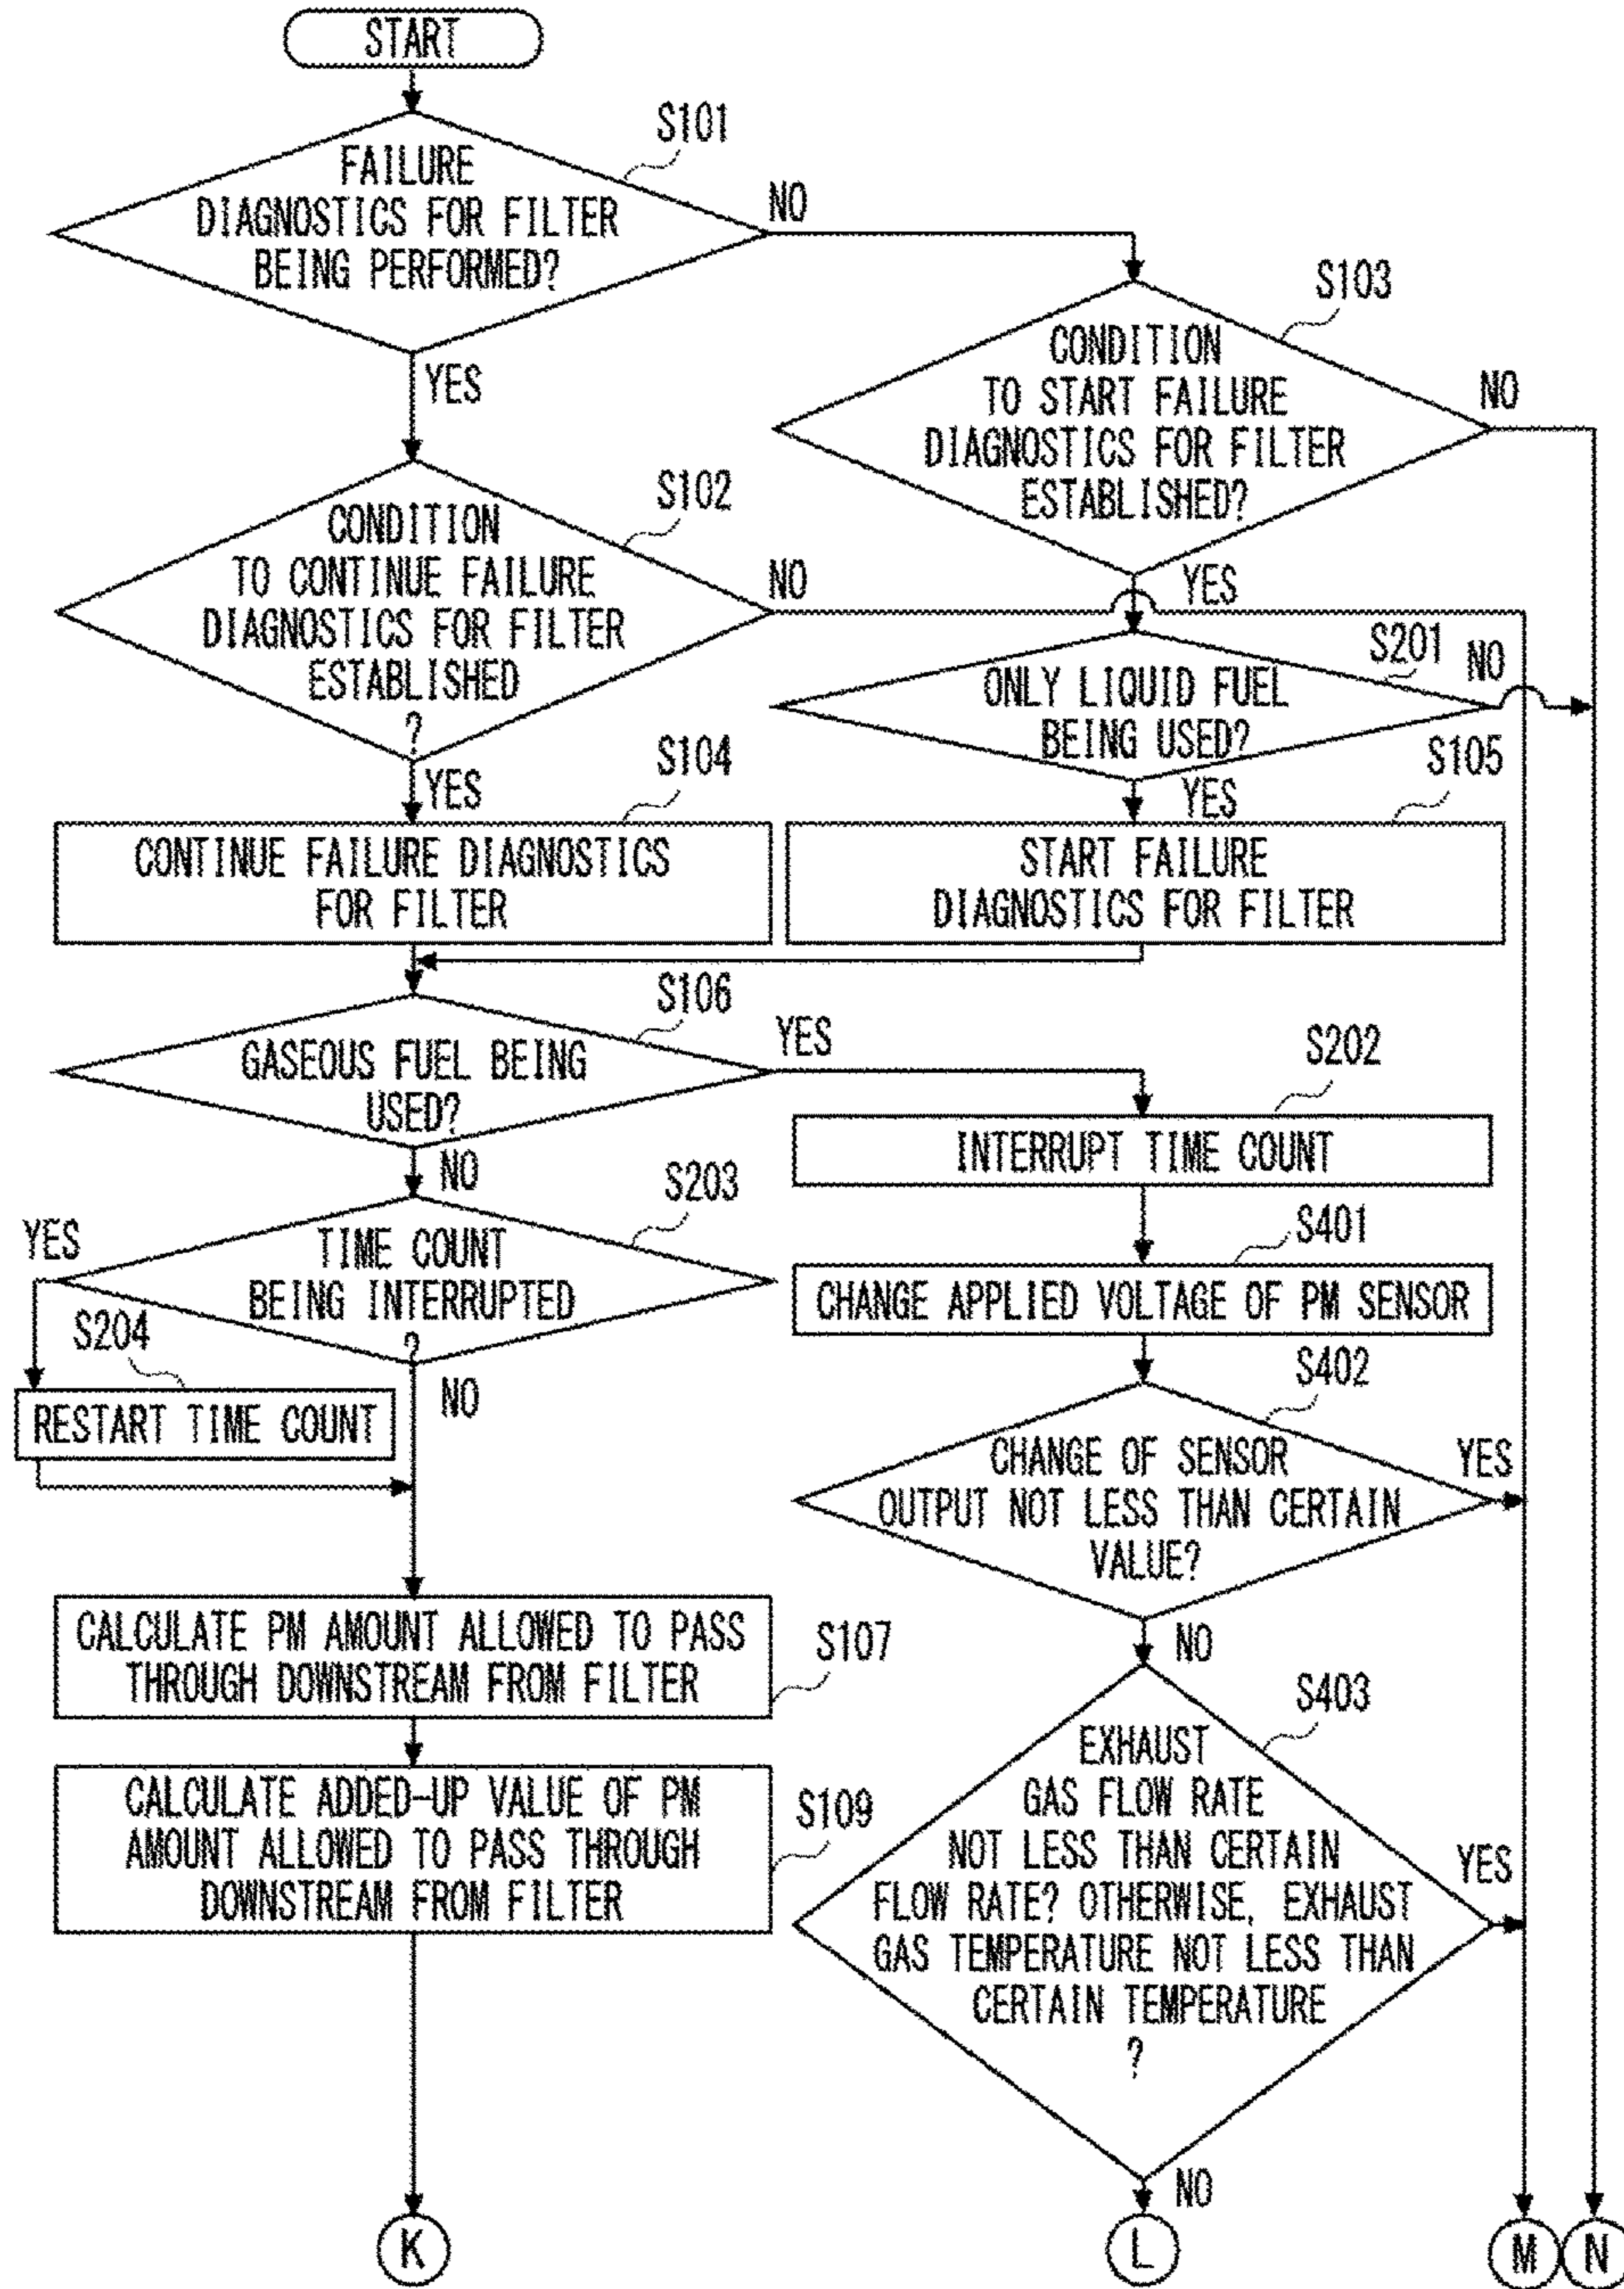 START
S101
FAILURE
DIAGNOSTICS FOR FILTER
BEING PERFORMED?
NO
YES
S103
CONDITION
TO START FAILURE
DIAGNOSTICS FOR FILTER
ESTABLISHED?
NO
YES
S102
CONDITION
TO CONTINUE FAILURE
DIAGNOSTICS FOR FILTER
ESTABLISHED
?
NO
YES
S201
ONLY LIQUID FUEL
BEING USED?
NO
YES
S104
CONTINUE FAILURE DIAGNOSTICS
FOR FILTER
S105
START FAILURE
DIAGNOSTICS FOR FILTER
S106
GASEOUS FUEL BEING
USED?
YES
NO
S202
INTERRUPT TIME COUNT
S203
TIME COUNT
BEING INTERRUPTED
?
YES
NO
S204
RESTART TIME COUNT
S401
CHANGE APPLIED VOLTAGE OF PM SENSOR
S402
CHANGE OF SENSOR
OUTPUT NOT LESS THAN CERTAIN
VALUE?
YES
NO
CALCULATE PM AMOUNT ALLOWED TO PASS
THROUGH DOWNSTREAM FROM FILTER
S107
CALCULATE ADDED-UP VALUE OF PM
AMOUNT ALLOWED TO PASS THROUGH
DOWNSTREAM FROM FILTER
S109
S403
EXHAUST
GAS FLOW RATE
NOT LESS THAN CERTAIN
FLOW RATE? OTHERWISE, EXHAUST
GAS TEMPERATURE NOT LESS THAN
CERTAIN TEMPERATURE
?
YES
NO
K
L
M
N